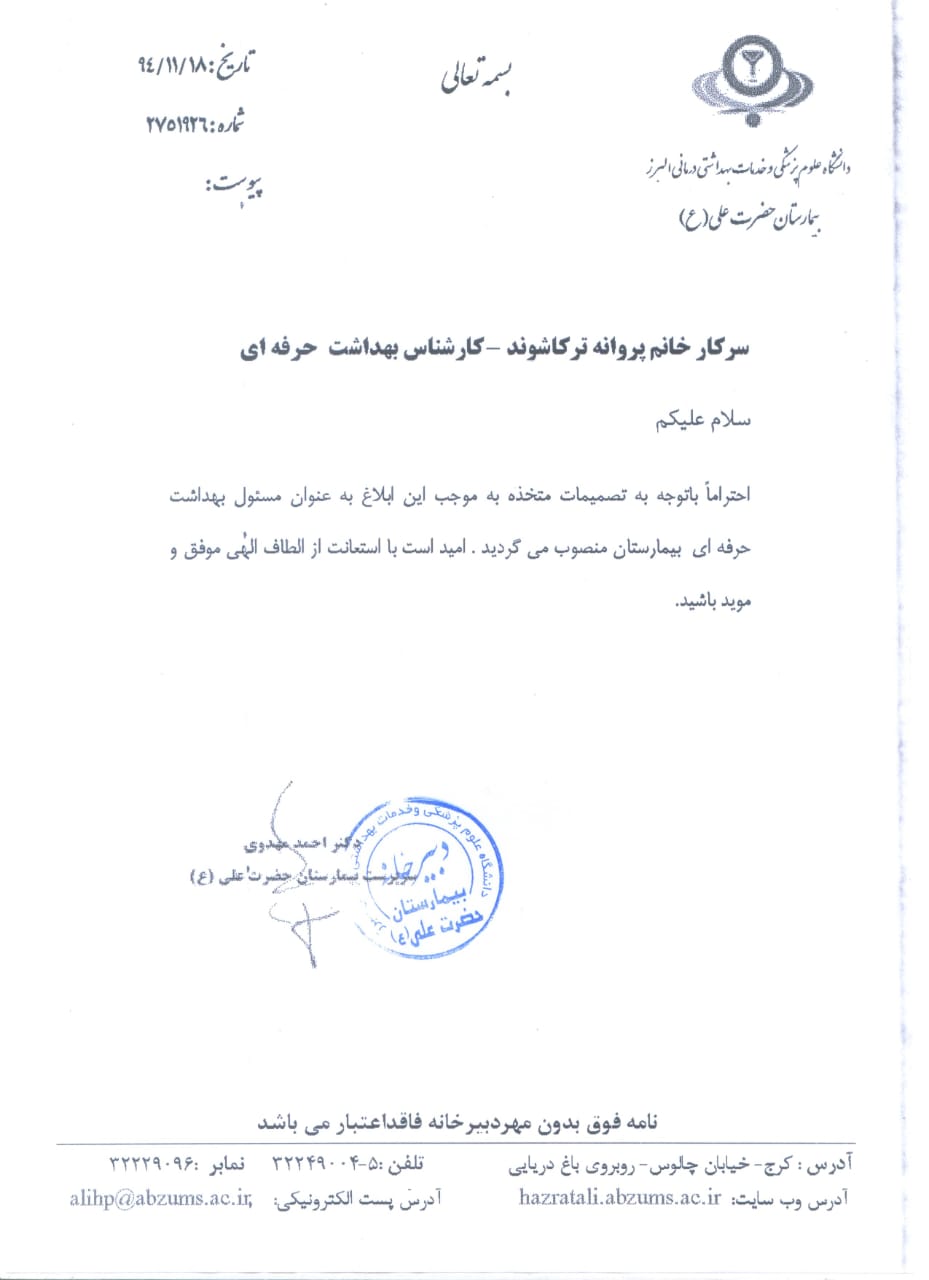 بسمه تعالی
دانشگاه علوم پزشکی و خدمات بهداشتی درمانی البرز
بیمارستان حضرت علی (ع)
تاریخ: ۹٤/۱۱/۱۸
شماره: ۲۷۵۱۹۲٦
پیوست:
سرکار خانم پروانه ترکاشوند – کارشناس بهداشت حرفه ای
سلام علیکم
احتراماً باتوجه به تصمیمات متخذه به موجب این ابلاغ به عنوان مسئول بهداشت
حرفه ای بیمارستان منصوب می گردید . امید است با استعانت از الطاف الهی موفق و
موید باشید.
دکتر احمد مهدوی
سرپرست بیمارستان حضرت علی (ع)
دانشگاه علوم پزشکی وخدمات بهداشتی
دبیرخانه
بیمارستان
حضرت علی (ع)
نامه فوق بدون مهردبیرخانه فاقداعتبار می باشد
آدرس : کرج- خیابان چالوس- روبروی باغ دریایی تلفن :۵-۳۲۲۴۹۰۰۴ نمابر :۳۲۲۲۹۰۹۶
آدرس وب سایت: hazratali.abzums.ac.ir آدرس پست الکترونیکی: alihp@abzums.ac.ir,